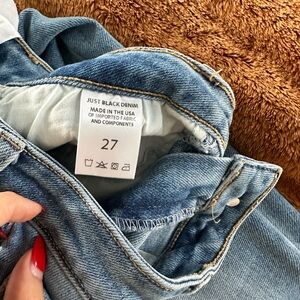 JUST BLACK DENIM
MADE IN THE USA
OF IMPORTED FABRIC
AND COMPONENTS
27